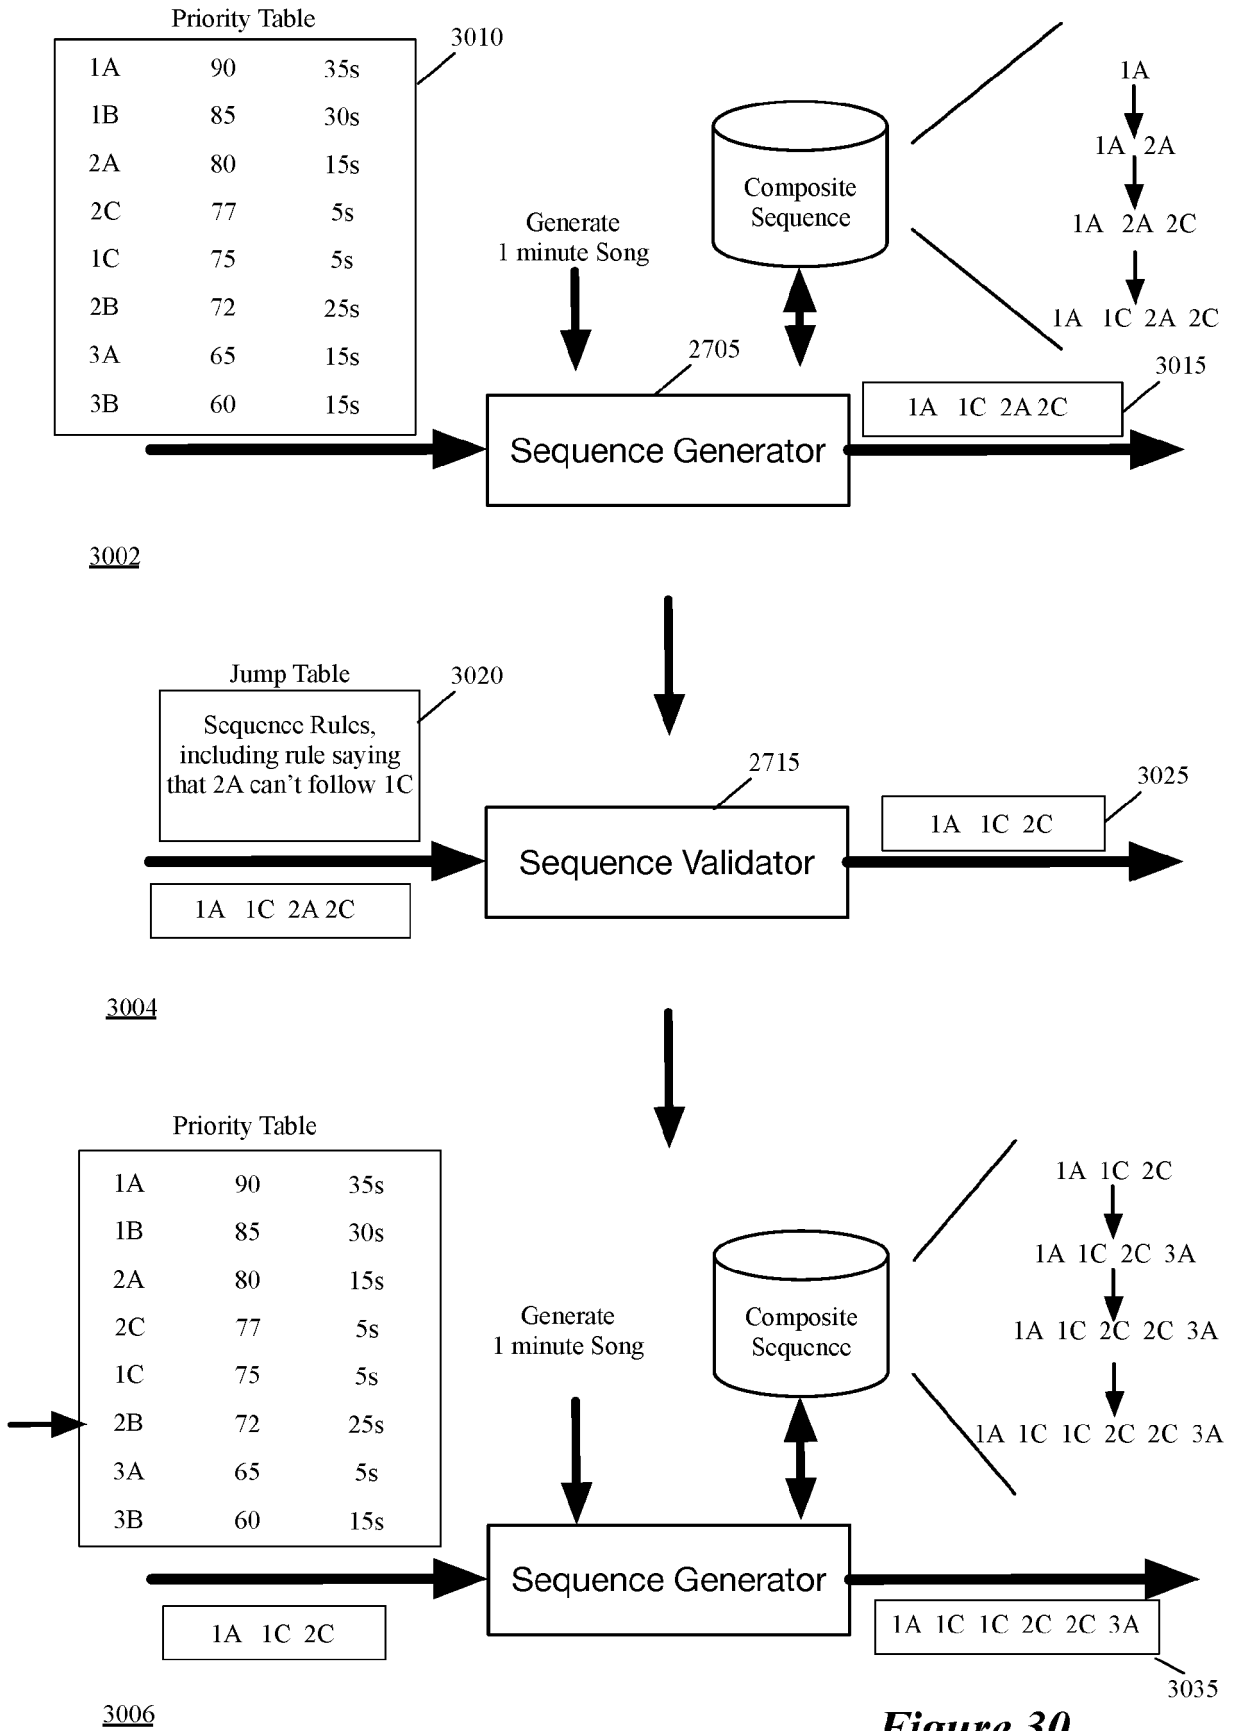 Priority Table
3010
1A 90 35s
1B 85 30s
2A 80 15s
2C 77 5s
1C 75 5s
2B 72 25s
3A 65 15s
3B 60 15s
Generate
1 minute Song
Composite
Sequence
1A
1A 2A
1A 2A 2C
1A 1C 2A 2C
2705
Sequence Generator
3015
1A 1C 2A 2C
3002
Jump Table
3020
Sequence Rules,
including rule saying
that 2A can't follow 1C
1A 1C 2A 2C
2715
Sequence Validator
3025
1A 1C 2C
3004
Priority Table
1A 90 35s
1B 85 30s
2A 80 15s
2C 77 5s
1C 75 5s
2B 72 25s
3A 65 5s
3B 60 15s
Generate
1 minute Song
Composite
Sequence
1A 1C 2C
1A 1C 2C 3A
1A 1C 2C 2C 3A
1A 1C 1C 2C 2C 3A
Sequence Generator
1A 1C 2C
1A 1C 1C 2C 2C 3A
3035
3006
Figure 30